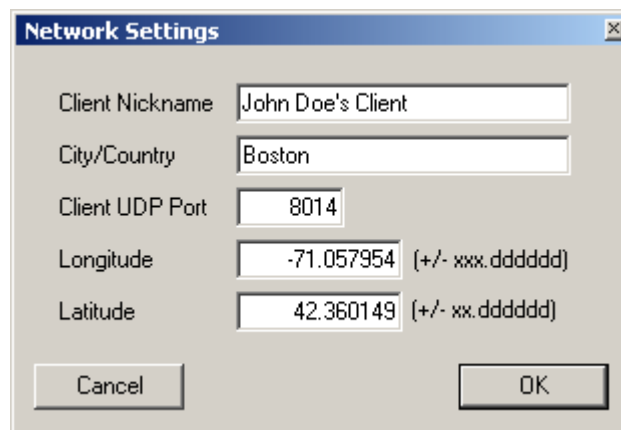 Network Settings
Client Nickname John Doe's Client
City/Country Boston
Client UDP Port 8014
Longitude -71.057954 (+/- xxx.dddddd)
Latitude 42.360149 (+/- xx.dddddd)
Cancel OK